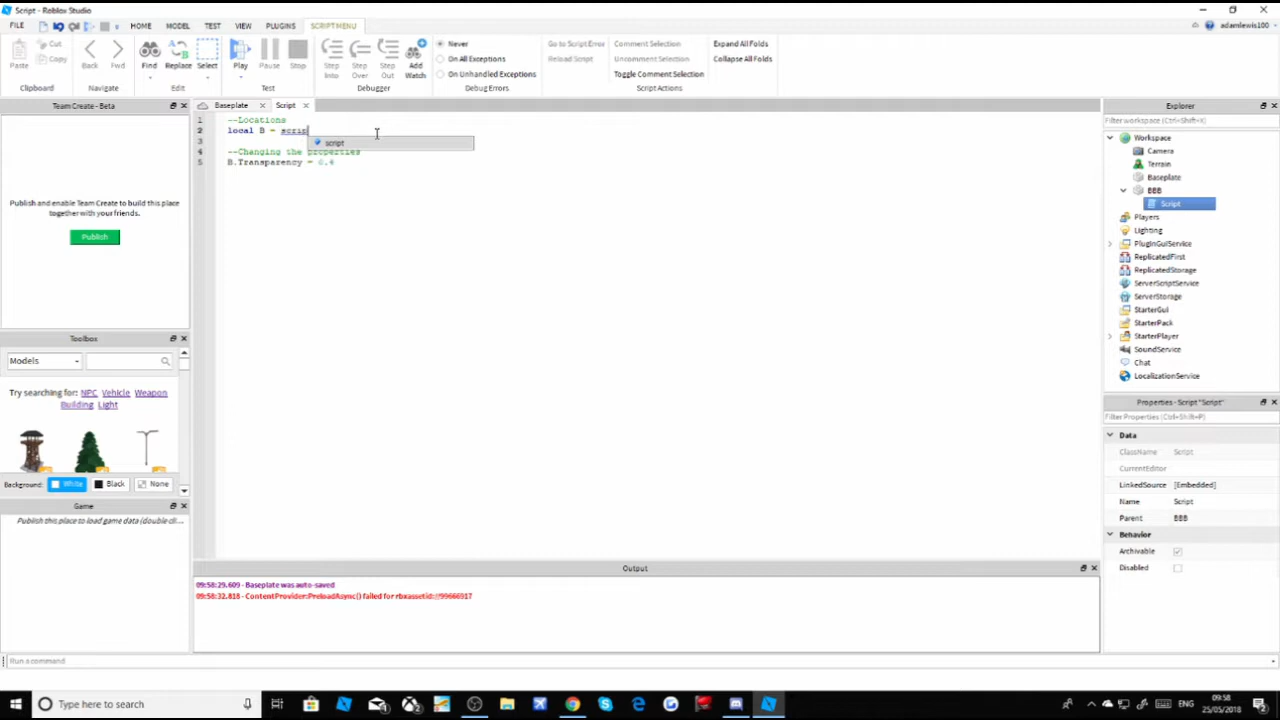 Script - Roblox Studio
FILE HOME MODEL TEST VIEW PLUGINS SCRIPT MENU adamlewis100
Paste Cut Copy Back Fwd Find Replace Select Play Pause Stop Step Into Step Over Step Out Add Watch
Never
On All Exceptions
On Unhandled Exceptions
Go to Script Error
Reload Script
Comment Selection
Uncomment Selection
Toggle Comment Selection
Expand All Folds
Collapse All Folds
Clipboard Navigate Edit Test Debugger Debug Errors Script Actions
Team Create - Beta
Publish and enable Team Create to build this place
together with your friends.
Publish
Toolbox
Models
Try searching for: NPC Vehicle Weapon
Building Light
Background: White Black None
Game
Publish this place to load game data (double cli...
Baseplate Script
1 --Locations
2 local B = scrip
script
3
4 --Changing the properties
5 B.Transparency = 0.4
Output
09:58:29.609 - Baseplate was auto-saved
Run a command
Explorer
Filter workspace (Ctrl+Shift+X)
Workspace
Camera
Terrain
Baseplate
BBB
Script
Players
Lighting
PluginGuiService
ReplicatedFirst
ReplicatedStorage
ServerScriptService
ServerStorage
StarterGui
StarterPack
StarterPlayer
SoundService
Chat
LocalizationService
Properties - Script "Script"
Filter Properties (Ctrl+Shift+P)
Data
ClassName Script
CurrentEditor
LinkedSource [Embedded]
Name Script
Parent BBB
Behavior
Archivable
Disabled
Type here to search
ENG
09:58
25/05/2018